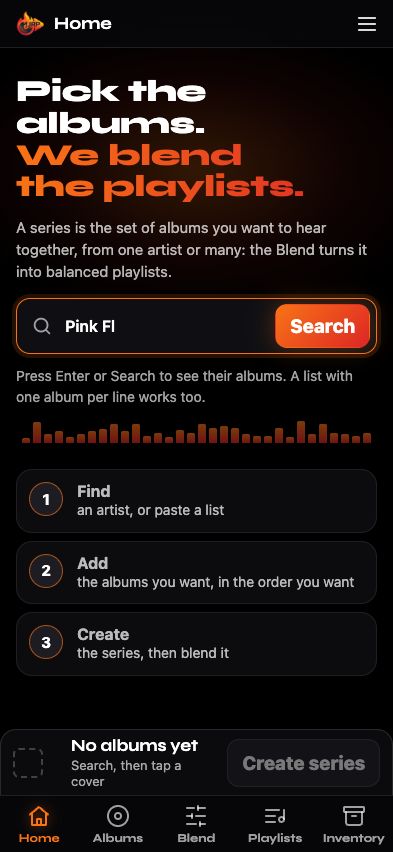 JRP
Home
Pick the
albums.
We blend
the playlists.
A series is the set of albums you want to hear
together, from one artist or many: the Blend turns it
into balanced playlists.
Pink Fl
Search
Press Enter or Search to see their albums. A list with
one album per line works too.
1
Find
an artist, or paste a list
2
Add
the albums you want, in the order you want
3
Create
the series, then blend it
No albums yet
Search, then tap a
cover
Create series
Home
Albums
Blend
Playlists
Inventory